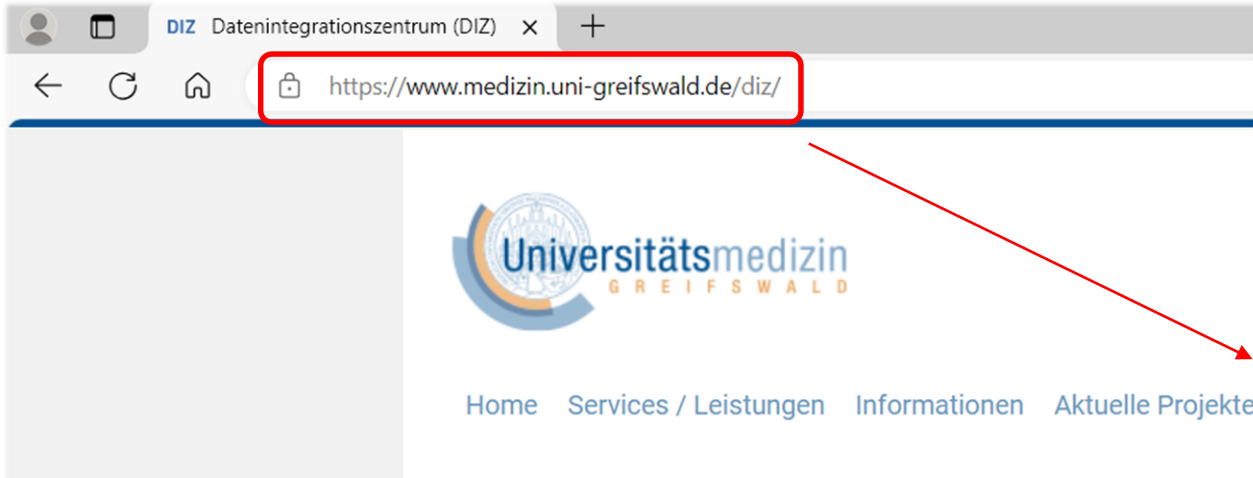 DIZ Datenintegrationszentrum (DIZ)
https://www.medizin.uni-greifswald.de/diz/
Universitätsmedizin
GREIFSWALD
Home Services / Leistungen Informationen Aktuelle Projekte